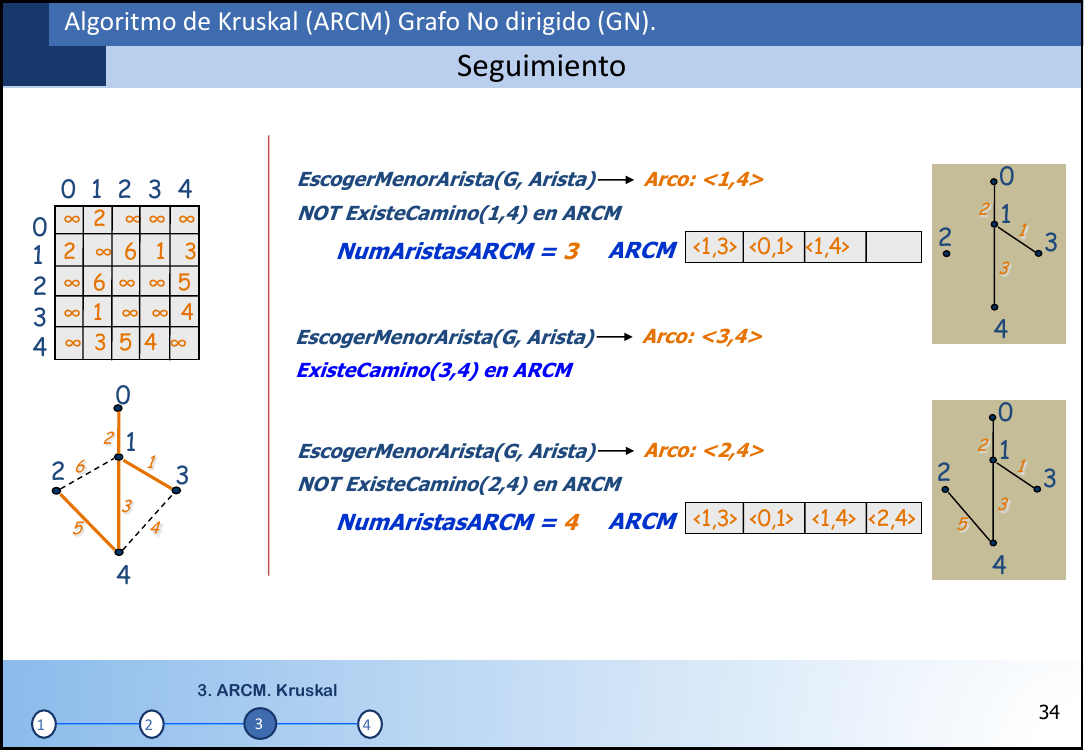 Algoritmo de Kruskal (ARCM) Grafo No dirigido (GN).
Seguimiento
0 1 2 3 4
0 ∞ 2 ∞ ∞ ∞
1 2 ∞ 6 1 3
2 ∞ 6 ∞ ∞ 5
3 ∞ 1 ∞ ∞ 4
4 ∞ 3 5 4 ∞
0
2 1
2 6 1 3
5 3 4
4
EscogerMenorArista(G, Arista) → Arco: <1,4>
NOT ExisteCamino(1,4) en ARCM
NumAristasARCM = 3 ARCM <1,3> <0,1> <1,4>
EscogerMenorArista(G, Arista) → Arco: <3,4>
ExisteCamino(3,4) en ARCM
EscogerMenorArista(G, Arista) → Arco: <2,4>
NOT ExisteCamino(2,4) en ARCM
NumAristasARCM = 4 ARCM <1,3> <0,1> <1,4> <2,4>
0
2 1
2 1 3
3
4
0
2 1
2 1 3
5 3
4
3. ARCM. Kruskal
1 2 3 4
34